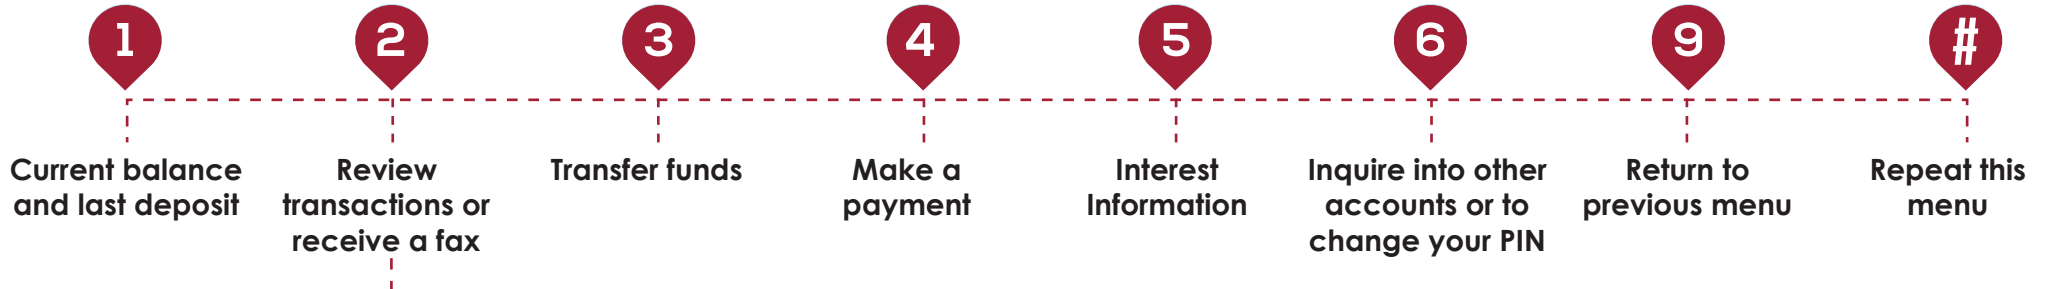 1
2
3
4
5
6
9
#
Current balance
and last deposit
Review
transactions or
receive a fax
Transfer funds
Make a
payment
Interest
Information
Inquire into other
accounts or to
change your PIN
Return to
previous menu
Repeat this
menu